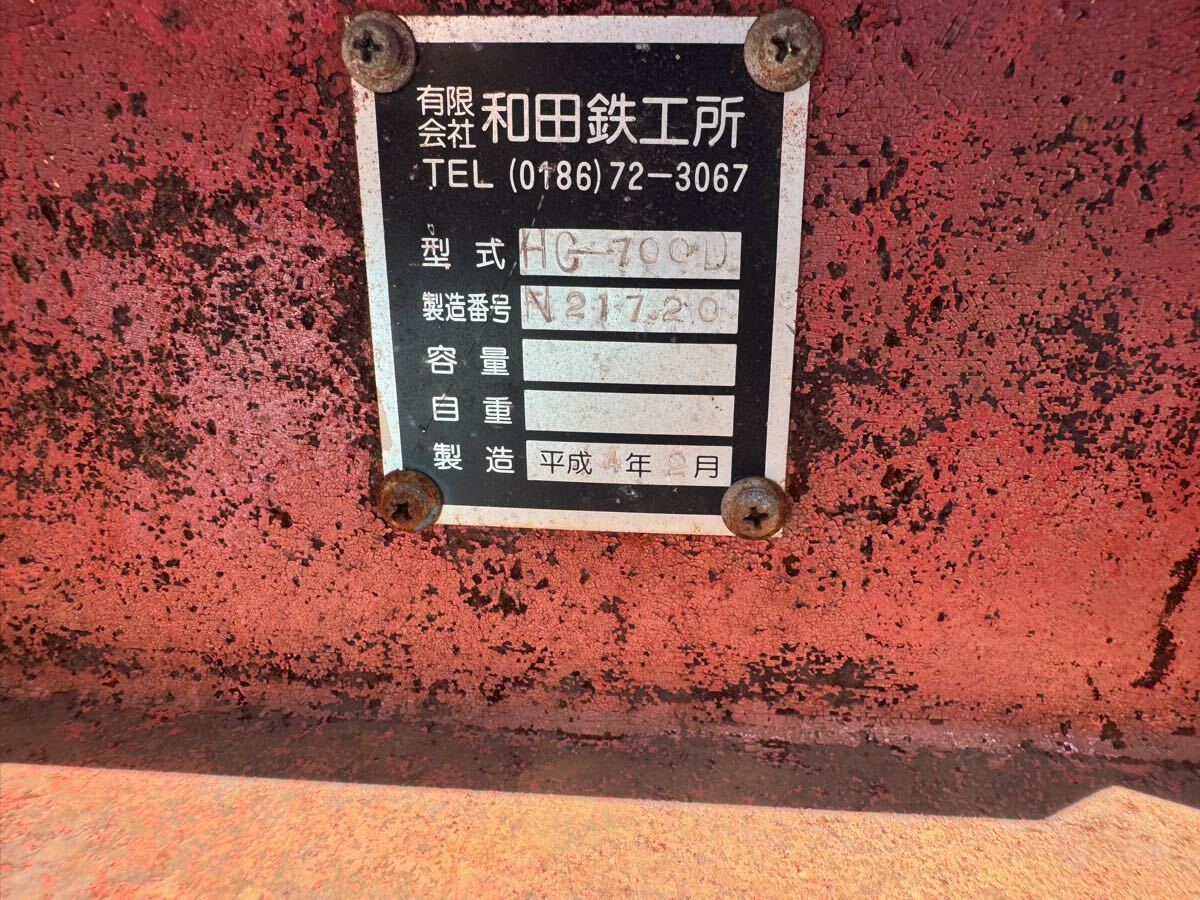 有限会社 和田鉄工所
TEL (0186)72-3067
型式 HC-700D
製造番号 N21720
容量
自重
製造 平成4年2月